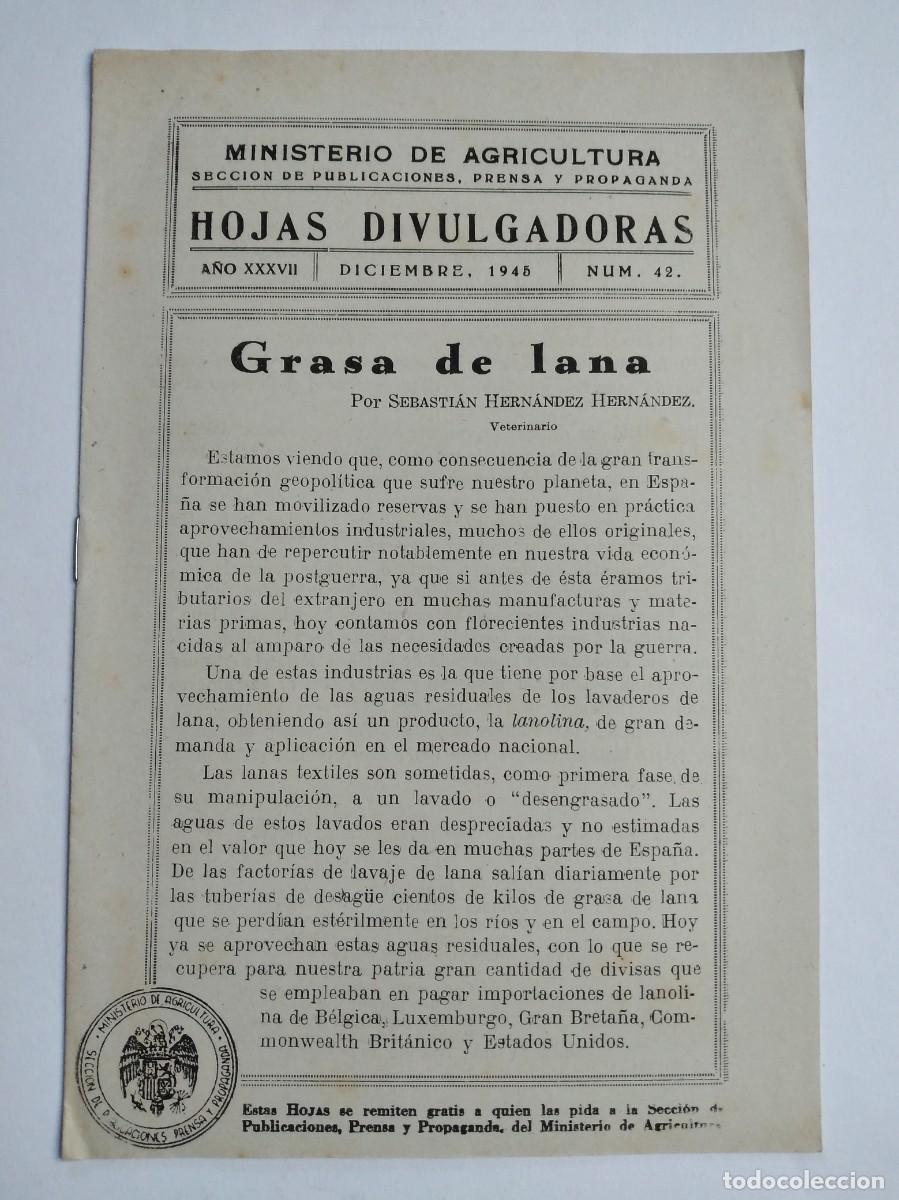 MINISTERIO DE AGRICULTURA
SECCION DE PUBLICACIONES, PRENSA Y PROPAGANDA
HOJAS DIVULGADORAS
AÑO XXXVII
DICIEMBRE, 1945
NUM. 42.
Grasa de lana
Por SEBASTIÁN HERNÁNDEZ HERNÁNDEZ.
Veterinario
Estamos viendo que, como consecuencia de la gran trans-
formación geopolítica que sufre nuestro planeta, en Espa-
ña se han movilizado reservas y se han puesto en práctica
aprovechamientos industriales, muchos de ellos originales,
que han de repercutir notablemente en nuestra vida econó-
mica de la postguerra, ya que si antes de ésta éramos tri-
butarios del extranjero en muchas manufacturas y mate-
rias primas, hoy contamos con florecientes industrias na-
cidas al amparo de las necesidades creadas por la guerra.
Una de estas industrias es la que tiene por base el apro-
vechamiento de las aguas residuales de los lavaderos de
lana, obteniendo así un producto, la lanolina, de gran de-
manda y aplicación en el mercado nacional.
Las lanas textiles son sometidas, como primera fase de
su manipulación, a un lavado o "desengrasado". Las
aguas de estos lavados eran despreciadas y no estimadas
en el valor que hoy se les da en muchas partes de España.
De las factorías de lavaje de lana salían diariamente por
las tuberías de desagüe cientos de kilos de grasa de lana
que se perdían estérilmente en los ríos y en el campo. Hoy
ya se aprovechan estas aguas residuales, con lo que se re-
cupera para nuestra patria gran cantidad de divisas que
se empleaban en pagar importaciones de lanoli-
na de Bélgica, Luxemburgo, Gran Bretaña, Com-
monwealth Británico y Estados Unidos.
· MINISTERIO DE AGRICULTURA ·
SECCION DE PUBLICACIONES PRENSA Y PROPAGANDA
Estas HOJAS se remiten gratis a quien las pida a la Sección de
Publicaciones, Prensa y Propaganda, del Ministerio de Agricultura
todocoleccion